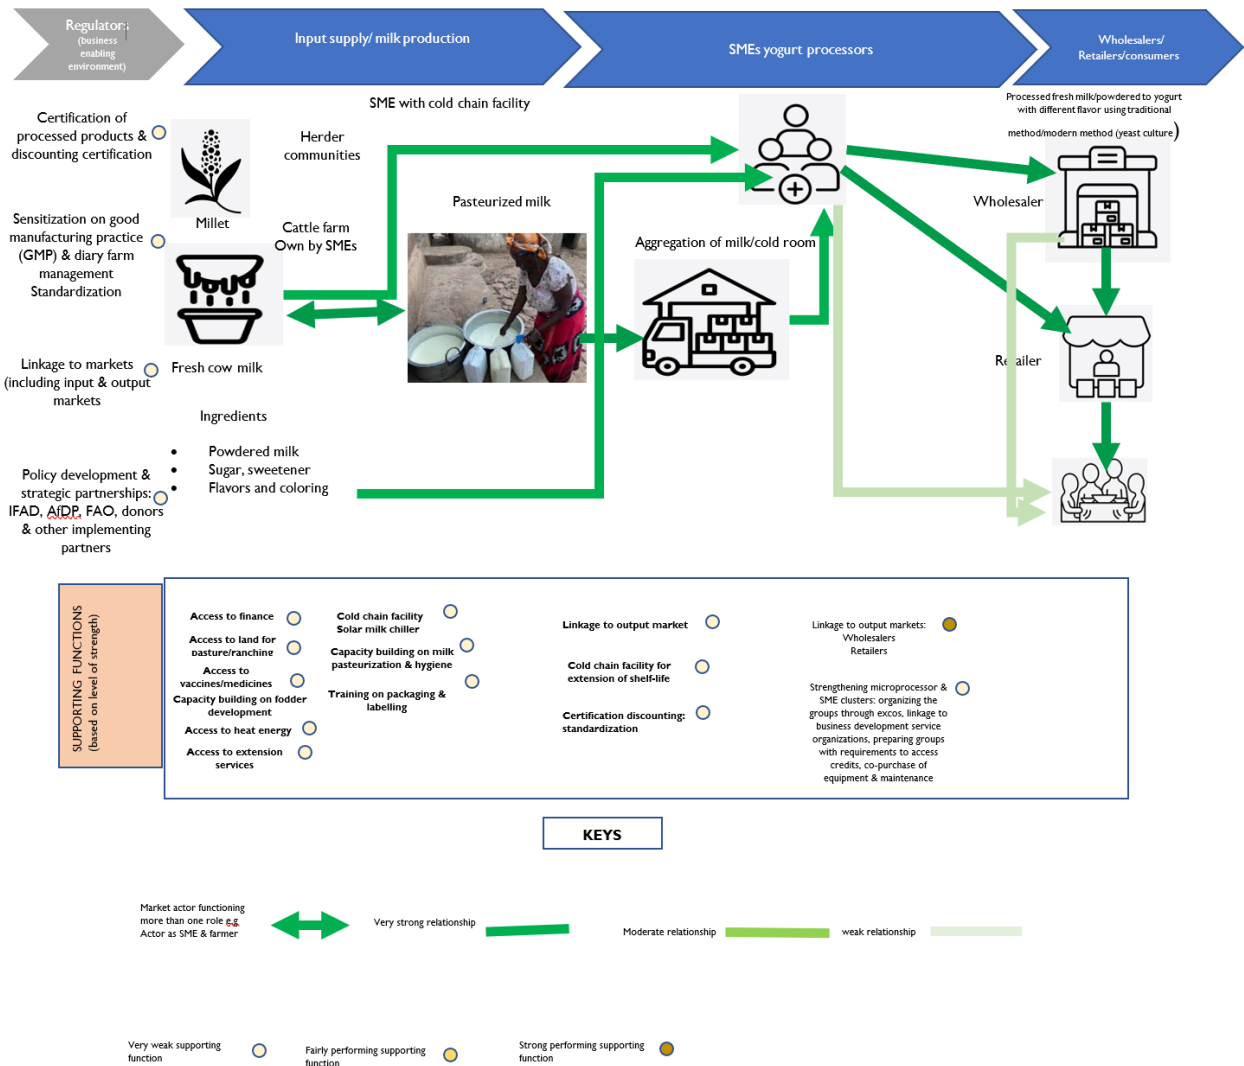 Regulators
(business
enabling
environment)
Input supply/ milk production
SMEs yogurt processors
Wholesalers/
Retailers/consumers
Certification of
processed products &
discounting certification
Sensitization on good
manufacturing practice
(GMP) & diary farm
management
Standardization
Linkage to markets
(including input & output
markets
Policy development &
strategic partnerships:
IFAD, AfDP, FAO, donors
& other implementing
partners
Millet
Fresh cow milk
Ingredients
• Powdered milk
• Sugar, sweetener
• Flavors and coloring
SME with cold chain facility
Herder
communities
Cattle farm
Own by SMEs
Pasteurized milk
Aggregation of milk/cold room
Processed fresh milk/powdered to yogurt
with different flavor using traditional
method/modern method (yeast culture)
Wholesaler
Retailer
SUPPORTING FUNCTIONS
(based on level of strength)
Access to finance
Access to land for
pasture/ranching
Access to
vaccines/medicines
Capacity building on fodder
development
Access to heat energy
Access to extension
services
Cold chain facility
Solar milk chiller
Capacity building on milk
pasteurization & hygiene
Training on packaging &
labelling
Linkage to output market
Cold chain facility for
extension of shelf-life
Certification discounting:
standardization
Linkage to output markets:
Wholesalers
Retailers
Strengthening microprocessor &
SME clusters: organizing the
groups through excos, linkage to
business development service
organizations, preparing groups
with requirements to access
credits, co-purchase of
equipment & maintenance
KEYS
Market actor functioning
more than one role e.g.
Actor as SME & farmer
Very strong relationship
Moderate relationship
weak relationship
Very weak supporting
function
Fairly performing supporting
function
Strong performing supporting
function